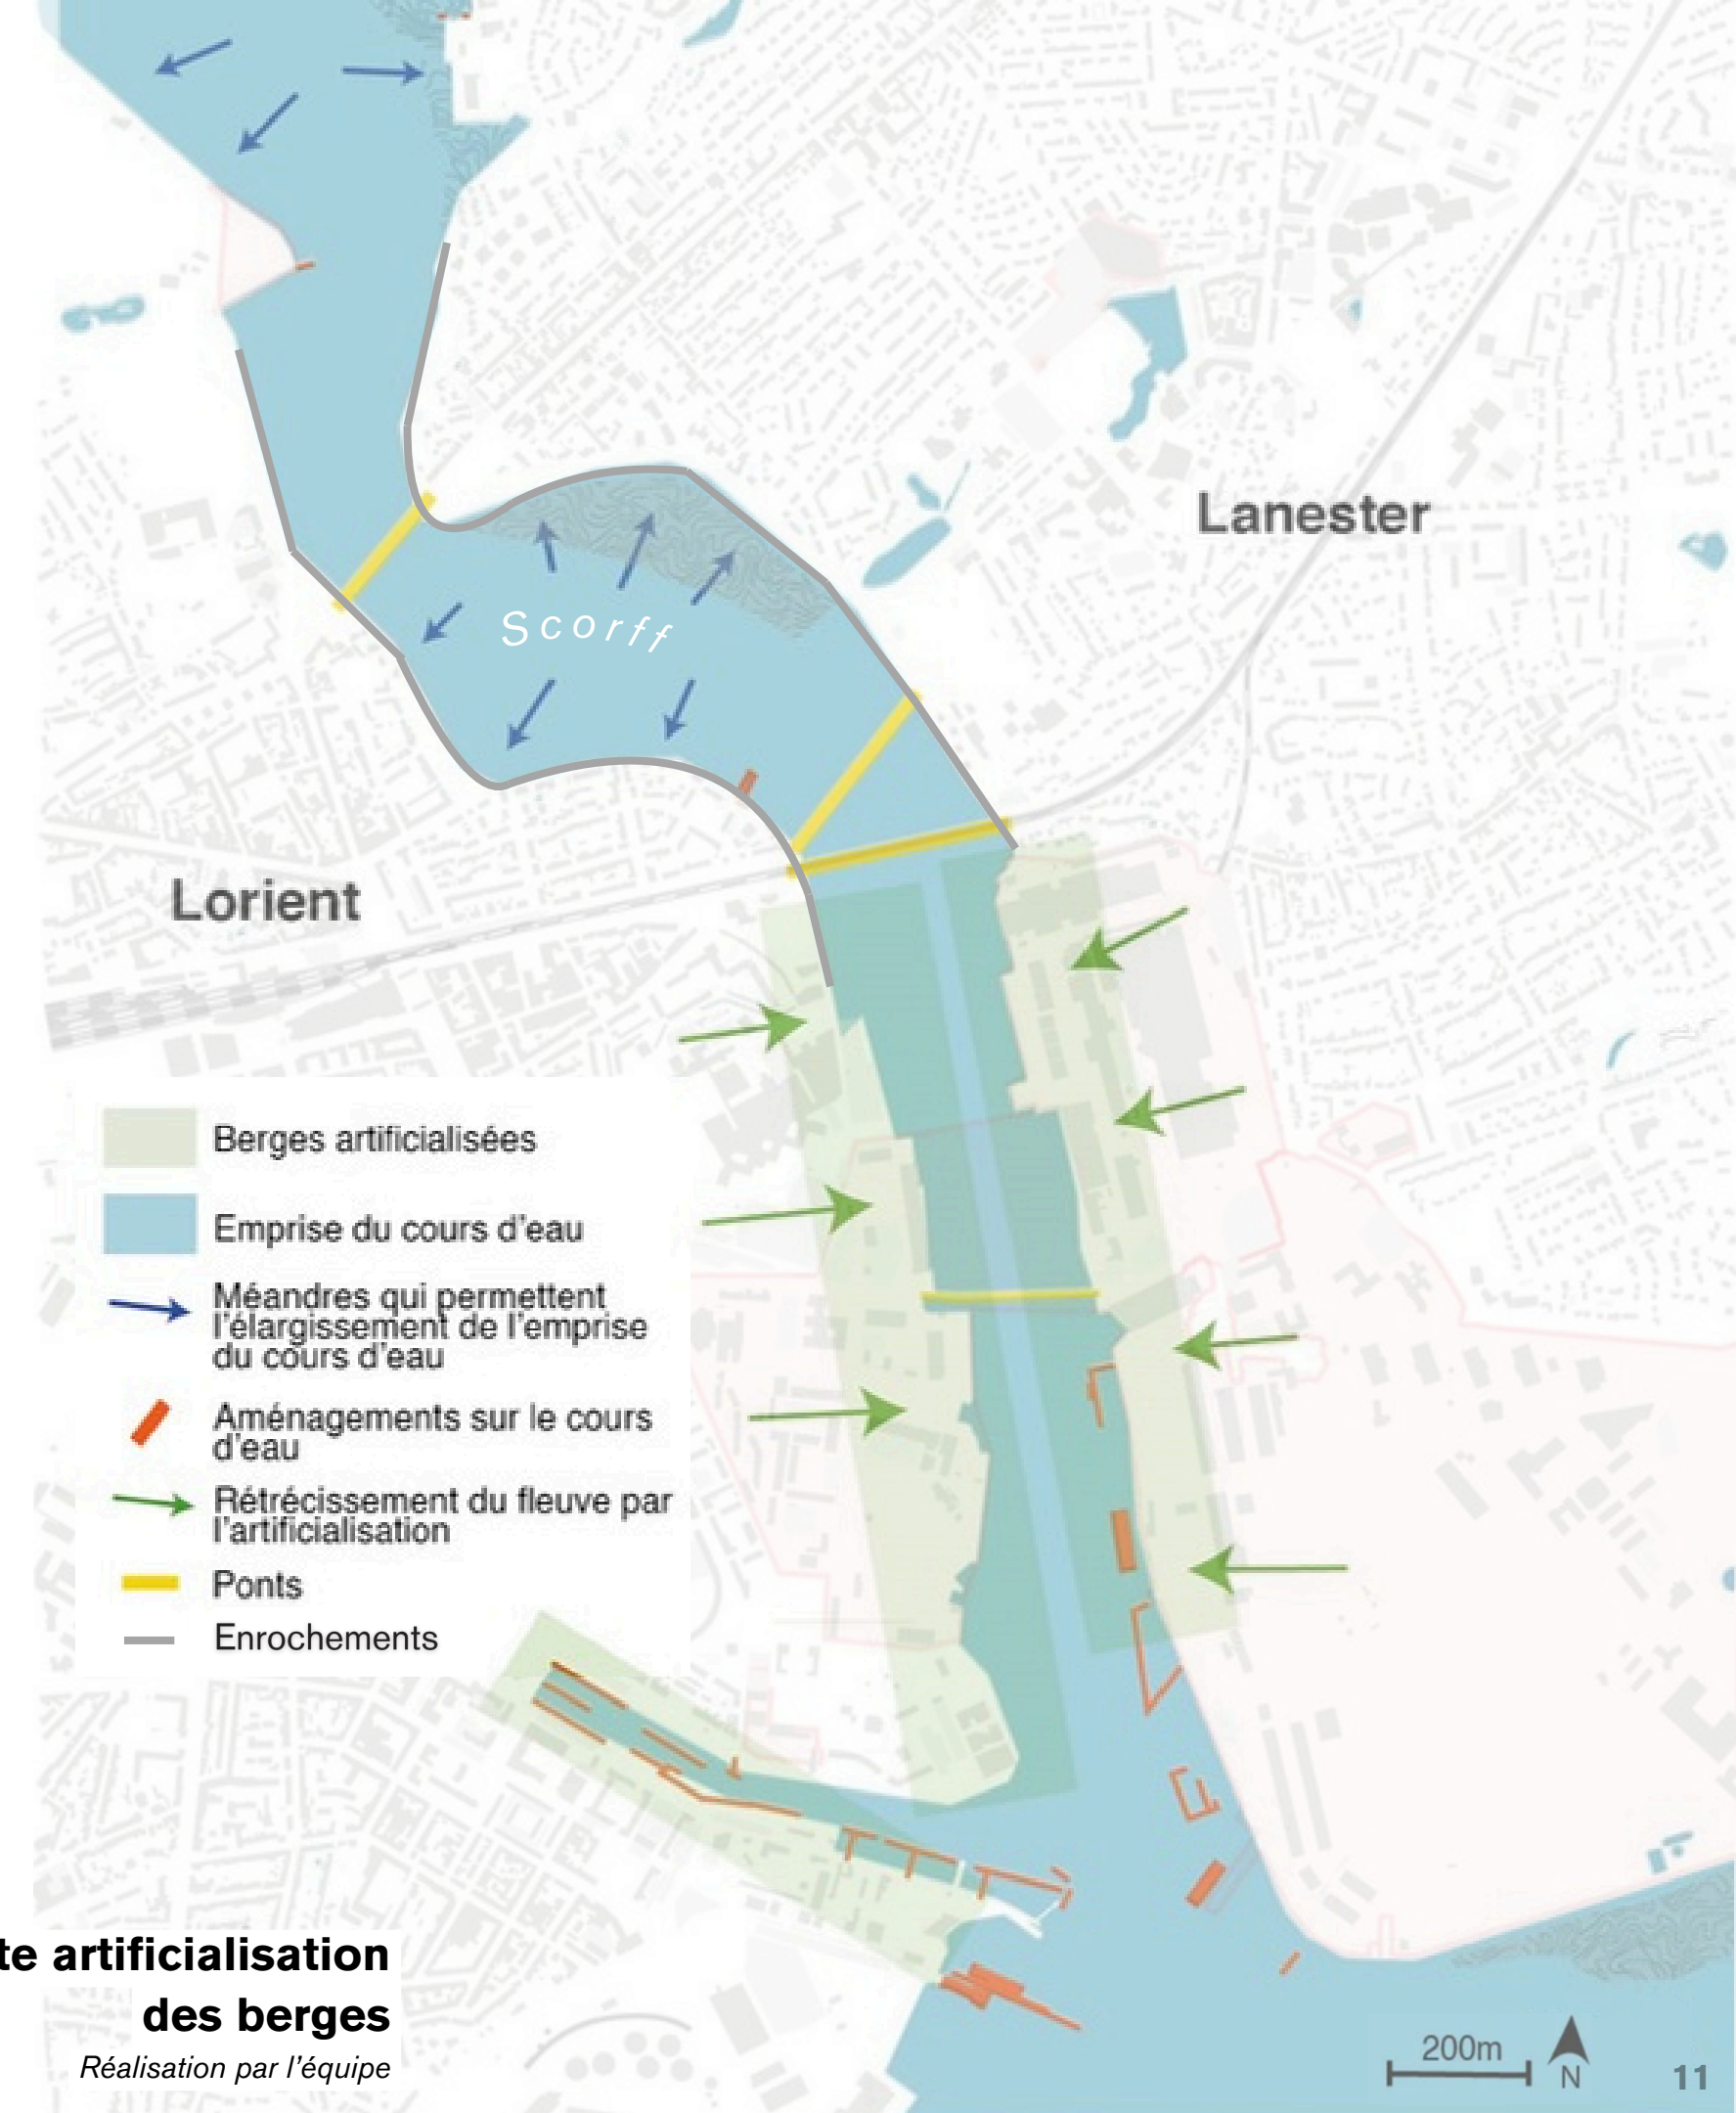 Lanester
Scorff
Lorient
Berges artificialisées
Emprise du cours d'eau
Méandres qui permettent
l'élargissement de l'emprise
du cours d'eau
Aménagements sur le cours
d'eau
Rétrécissement du fleuve par
l'artificialisation
Ponts
Enrochements
te artificialisation
des berges
Réalisation par l'équipe
200m
N
11